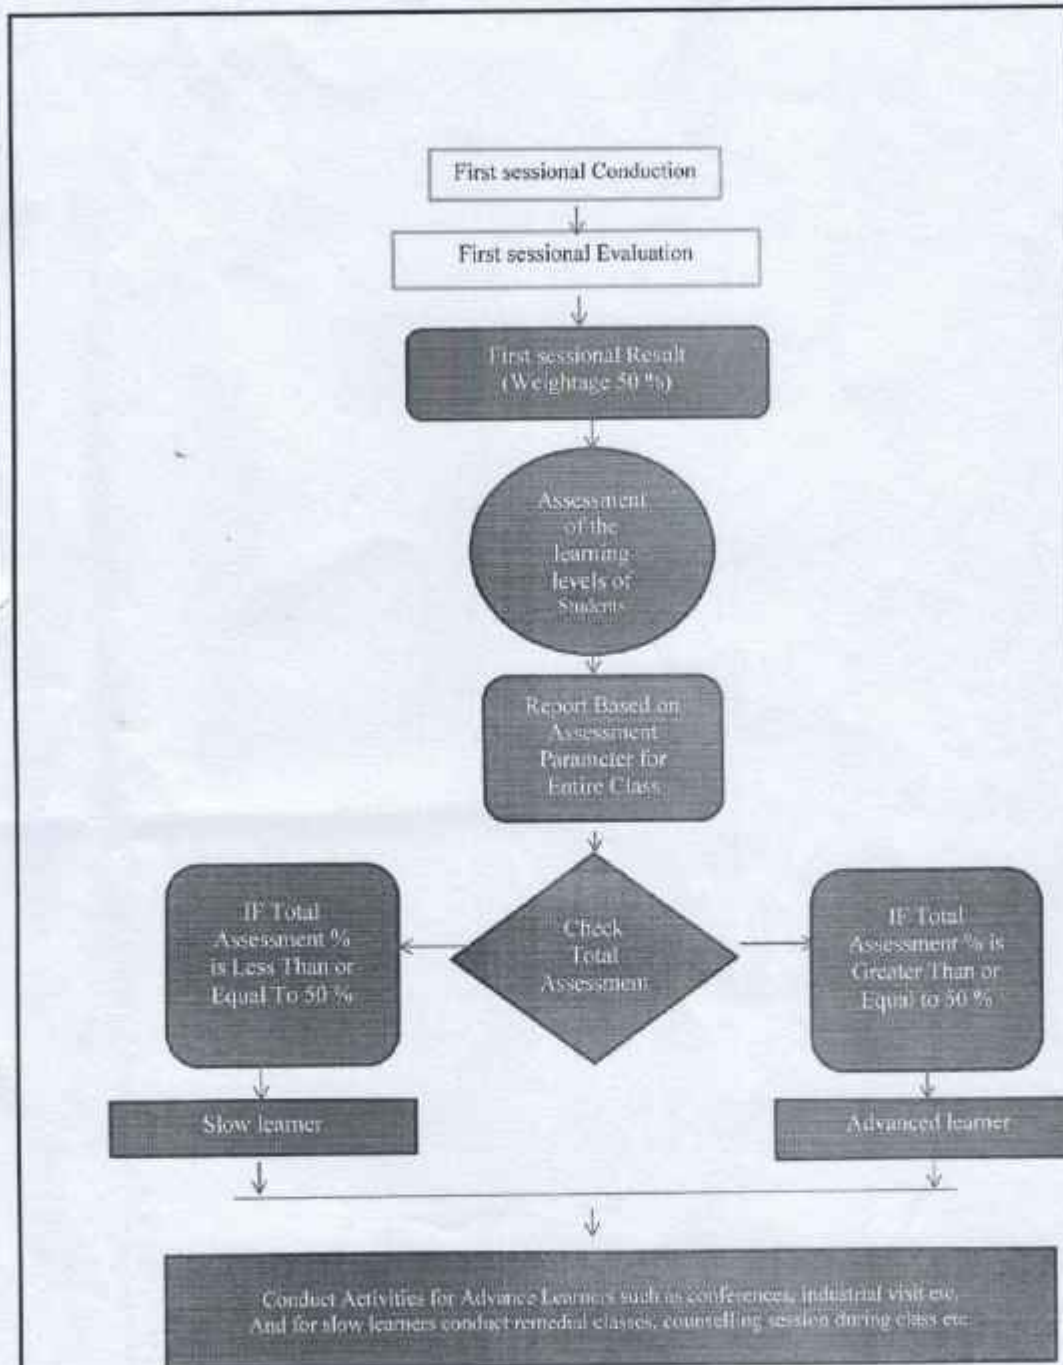 First sessional Conduction
First sessional Evaluation
First sessional Result
(Weightage 50 %)
Assessment
of the
learning
levels of
Students
Report Based on
Assessment
Parameter for
Entire Class
Check
Total
Assessment
IF Total
Assessment %
is Less Than or
Equal To 50 %
IF Total
Assessment % is
Greater Than or
Equal to 50 %
Slow learner
Advanced learner
Conduct Activities for Advance Learners such as conferences, industrial visit etc.
And for slow learners conduct remedial classes, counselling session during class etc.